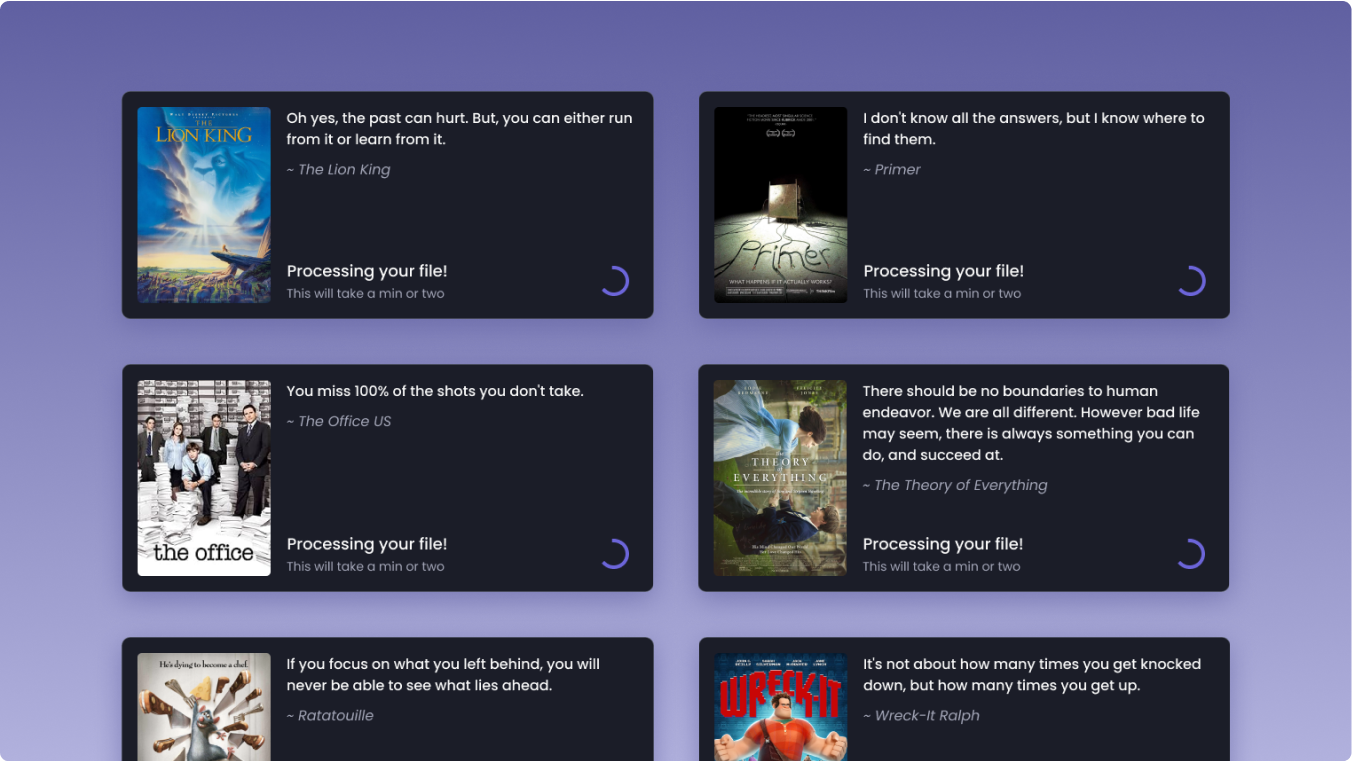 WALT DISNEY PICTURES
THE
LION KING
Oh yes, the past can hurt. But, you can either run
from it or learn from it.
~ The Lion King
Processing your file!
This will take a min or two
Primer
WHAT HAPPENS IF IT ACTUALLY WORKS?
I don't know all the answers, but I know where to
find them.
~ Primer
Processing your file!
This will take a min or two
the office
You miss 100% of the shots you don't take.
~ The Office US
Processing your file!
This will take a min or two
THEORY
EVERYTHING
There should be no boundaries to human
endeavor. We are all different. However bad life
may seem, there is always something you can
do, and succeed at.
~ The Theory of Everything
Processing your file!
This will take a min or two
He's dying to become a chef.
If you focus on what you left behind, you will
never be able to see what lies ahead.
~ Ratatouille
WRECK-IT
It's not about how many times you get knocked
down, but how many times you get up.
~ Wreck-It Ralph